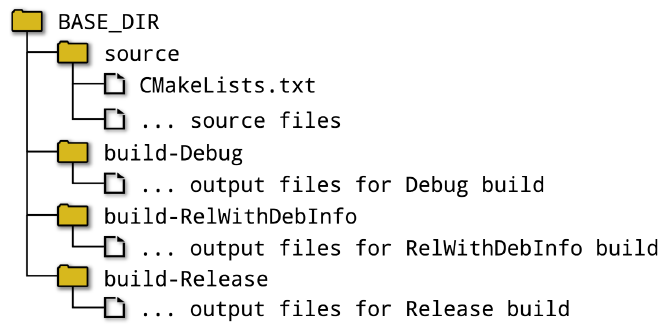 BASE_DIR
source
CMakeLists.txt
... source files
build-Debug
... output files for Debug build
build-RelWithDebInfo
... output files for RelWithDebInfo build
build-Release
... output files for Release build